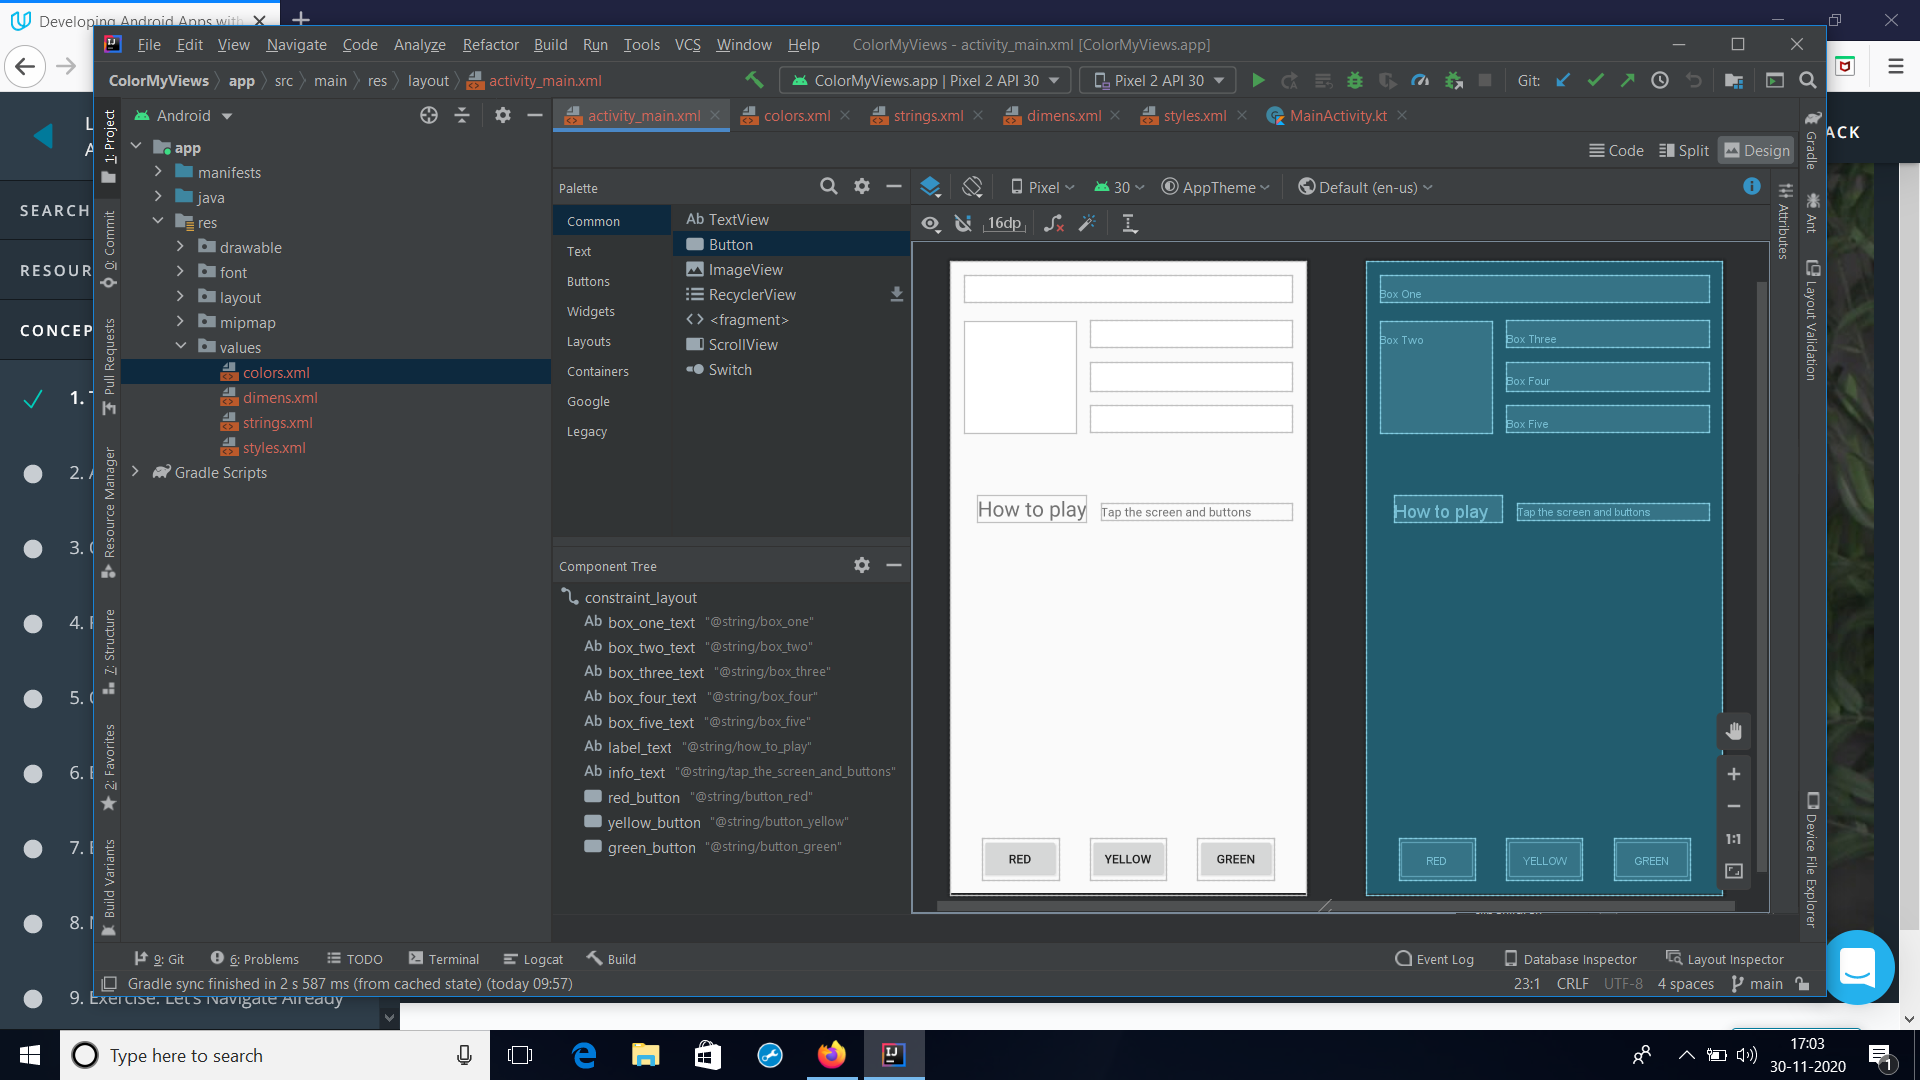 Developing Android Apps with
File Edit View Navigate Code Analyze Refactor Build Run Tools VCS Window Help ColorMyViews - activity_main.xml [ColorMyViews.app]
ColorMyViews app src main res layout activity_main.xml
ColorMyViews.app | Pixel 2 API 30
Pixel 2 API 30
Git:
1: Project
0: Commit
Pull Requests
Resource Manager
7: Structure
2: Favorites
Build Variants
Android
app
manifests
java
res
drawable
font
layout
mipmap
values
colors.xml
dimens.xml
strings.xml
styles.xml
Gradle Scripts
activity_main.xml colors.xml strings.xml dimens.xml styles.xml MainActivity.kt
Code Split Design
Palette
Common
Text
Buttons
Widgets
Layouts
Containers
Google
Legacy
Ab TextView
Button
ImageView
RecyclerView
<fragment>
ScrollView
Switch
Pixel 30 AppTheme Default (en-us)
16dp
Component Tree
constraint_layout
Ab box_one_text "@string/box_one"
Ab box_two_text "@string/box_two"
Ab box_three_text "@string/box_three"
Ab box_four_text "@string/box_four"
Ab box_five_text "@string/box_five"
Ab label_text "@string/how_to_play"
Ab info_text "@string/tap_the_screen_and_buttons"
red_button "@string/button_red"
yellow_button "@string/button_yellow"
green_button "@string/button_green"
How to play
Tap the screen and buttons
RED YELLOW GREEN
Box One
Box Two
Box Three
Box Four
Box Five
How to play
Tap the screen and buttons
RED YELLOW GREEN
1:1
Gradle
Ant
Attributes
Layout Validation
Device File Explorer
9: Git 6: Problems TODO Terminal Logcat Build
Event Log Database Inspector Layout Inspector
Gradle sync finished in 2 s 587 ms (from cached state) (today 09:57)
23:1 CRLF UTF-8 4 spaces main
SEARCH
RESOUR
CONCEP
1.
2.
3.
4.
5.
6.
7.
8.
9. Exercise: Let's Navigate Already
ACK
Type here to search
17:03
30-11-2020
1